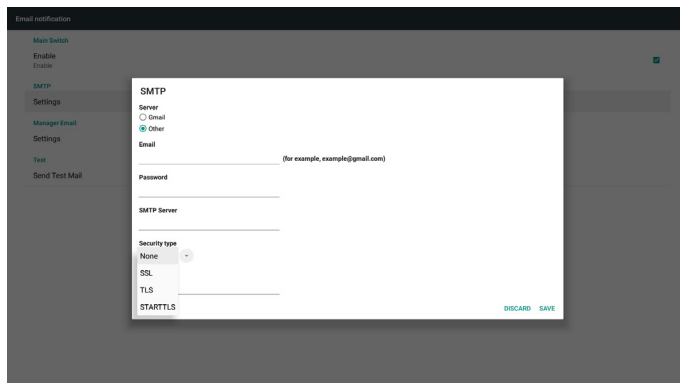 Email notification
Main Switch
Enable
Enable
SMTP
Settings
Manager Email
Settings
Test
Send Test Mail
SMTP
Server
Gmail
Other
Email
(for example, example@gmail.com)
Password
SMTP Server
Security type
None
SSL
TLS
STARTTLS
DISCARD SAVE